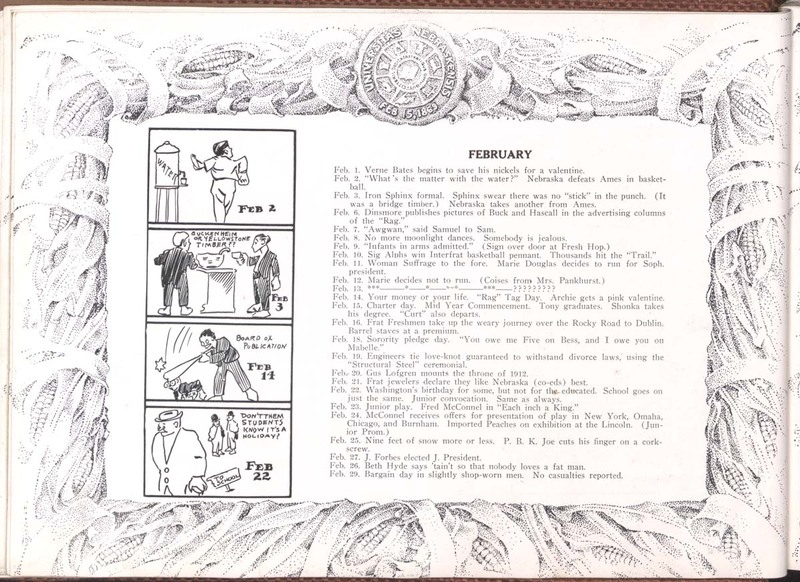 UNIVERSITAS NEBRASKENSIS
FEB 15, 1869
WATER
FEB 2
GUCKENHEIM
OR YELLOWSTONE
TIMBER??
FEB
3
BOARD OF
PUBLICATION
FEB
14
DON'T THEM
STUDENTS
KNOW IT'S A
HOLIDAY?
FEB
22
TO
SCHOOL
FEBRUARY
Feb. 1. Verne Bates begins to save his nickels for a valentine.
Feb. 2. "What's the matter with the water?" Nebraska defeats Ames in basket-
ball.
Feb. 3. Iron Sphinx formal. Sphinx swear there was no "stick" in the punch. (It
was a bridge timber.) Nebraska takes another from Ames.
Feb. 6. Dinsmore publishes pictures of Buck and Hascall in the advertising columns
of the "Rag."
Feb. 7. "Awgwan," said Samuel to Sam.
Feb. 8. No more moonlight dances. Somebody is jealous.
Feb. 9. "Infants in arms admitted." (Sign over door at Fresh Hop.)
Feb. 10. Sig Alphs win Interfrat basketball pennant. Thousands hit the "Trail."
Feb. 11. Woman Suffrage to the fore. Marie Douglas decides to run for Soph.
president.
Feb. 12. Marie decides not to run. (Coises from Mrs. Pankhurst.)
Feb. 14. Your money or your life. "Rag" Tag Day. Archie gets a pink valentine.
Feb. 15. Charter day. Mid Year Commencement. Tony graduates. Shonka takes
his degree. "Curt" also departs.
Feb. 16. Frat Freshmen take up the weary journey over the Rocky Road to Dublin.
Barrel staves at a premium.
Feb. 18. Sorority pledge day. "You owe me Five on Bess, and I owe you on
Mabelle."
Feb. 19. Engineers tie love-knot guaranteed to withstand divorce laws, using the
"Structural Steel" ceremonial.
Feb. 20. Gus Lofgren mounts the throne of 1912.
Feb. 21. Frat jewelers declare they like Nebraska (co-eds) best.
Feb. 22. Washington's birthday for some, but not for the educated. School goes on
just the same. Junior convocation. Same as always.
Feb. 23. Junior play. Fred McConnel in "Each inch a King."
Feb. 24. McConnel receives offers for presentation of play in New York, Omaha,
Chicago, and Burnham. Imported Peaches on exhibition at the Lincoln. (Jun-
ior Prom.)
Feb. 25. Nine feet of snow more or less. P. B. K. Joe cuts his finger on a cork-
screw.
Feb. 27. J. Forbes elected J. President.
Feb. 26. Beth Hyde says 'tain't so that nobody loves a fat man.
Feb. 29. Bargain day in slightly shop-worn men. No casualties reported.